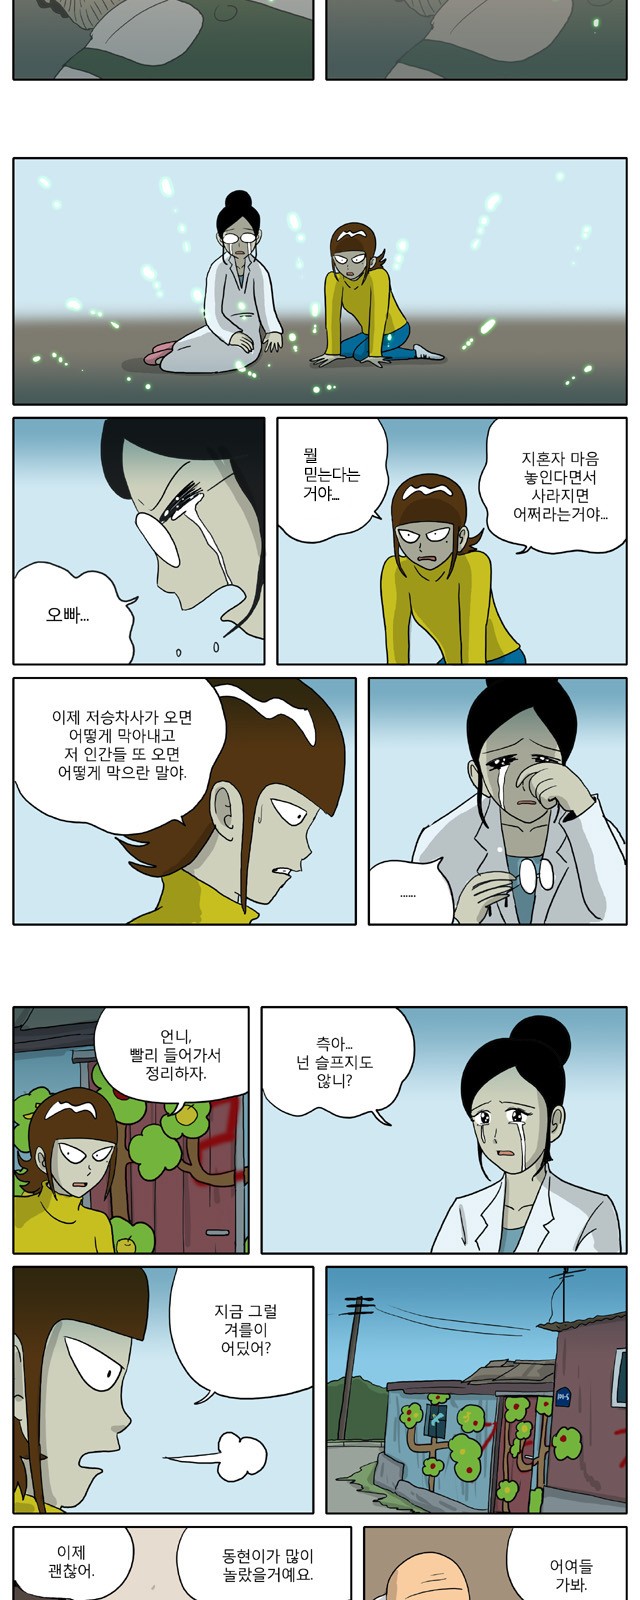 오빠...
뭘
믿는다는
거야...
지혼자 마음
놓인다면서
사라지면
어쩌라는거야...
이제 저승차사가 오면
어떻게 막아내고
저 인간들 또 오면
어떻게 막으란 말야.
......
언니,
빨리 들어가서
정리하자.
측아...
넌 슬프지도
않니?
지금 그럴
겨를이
어딨어?
이제
괜찮어.
동현이가 많이
놀랐을거예요.
어여들
가봐.